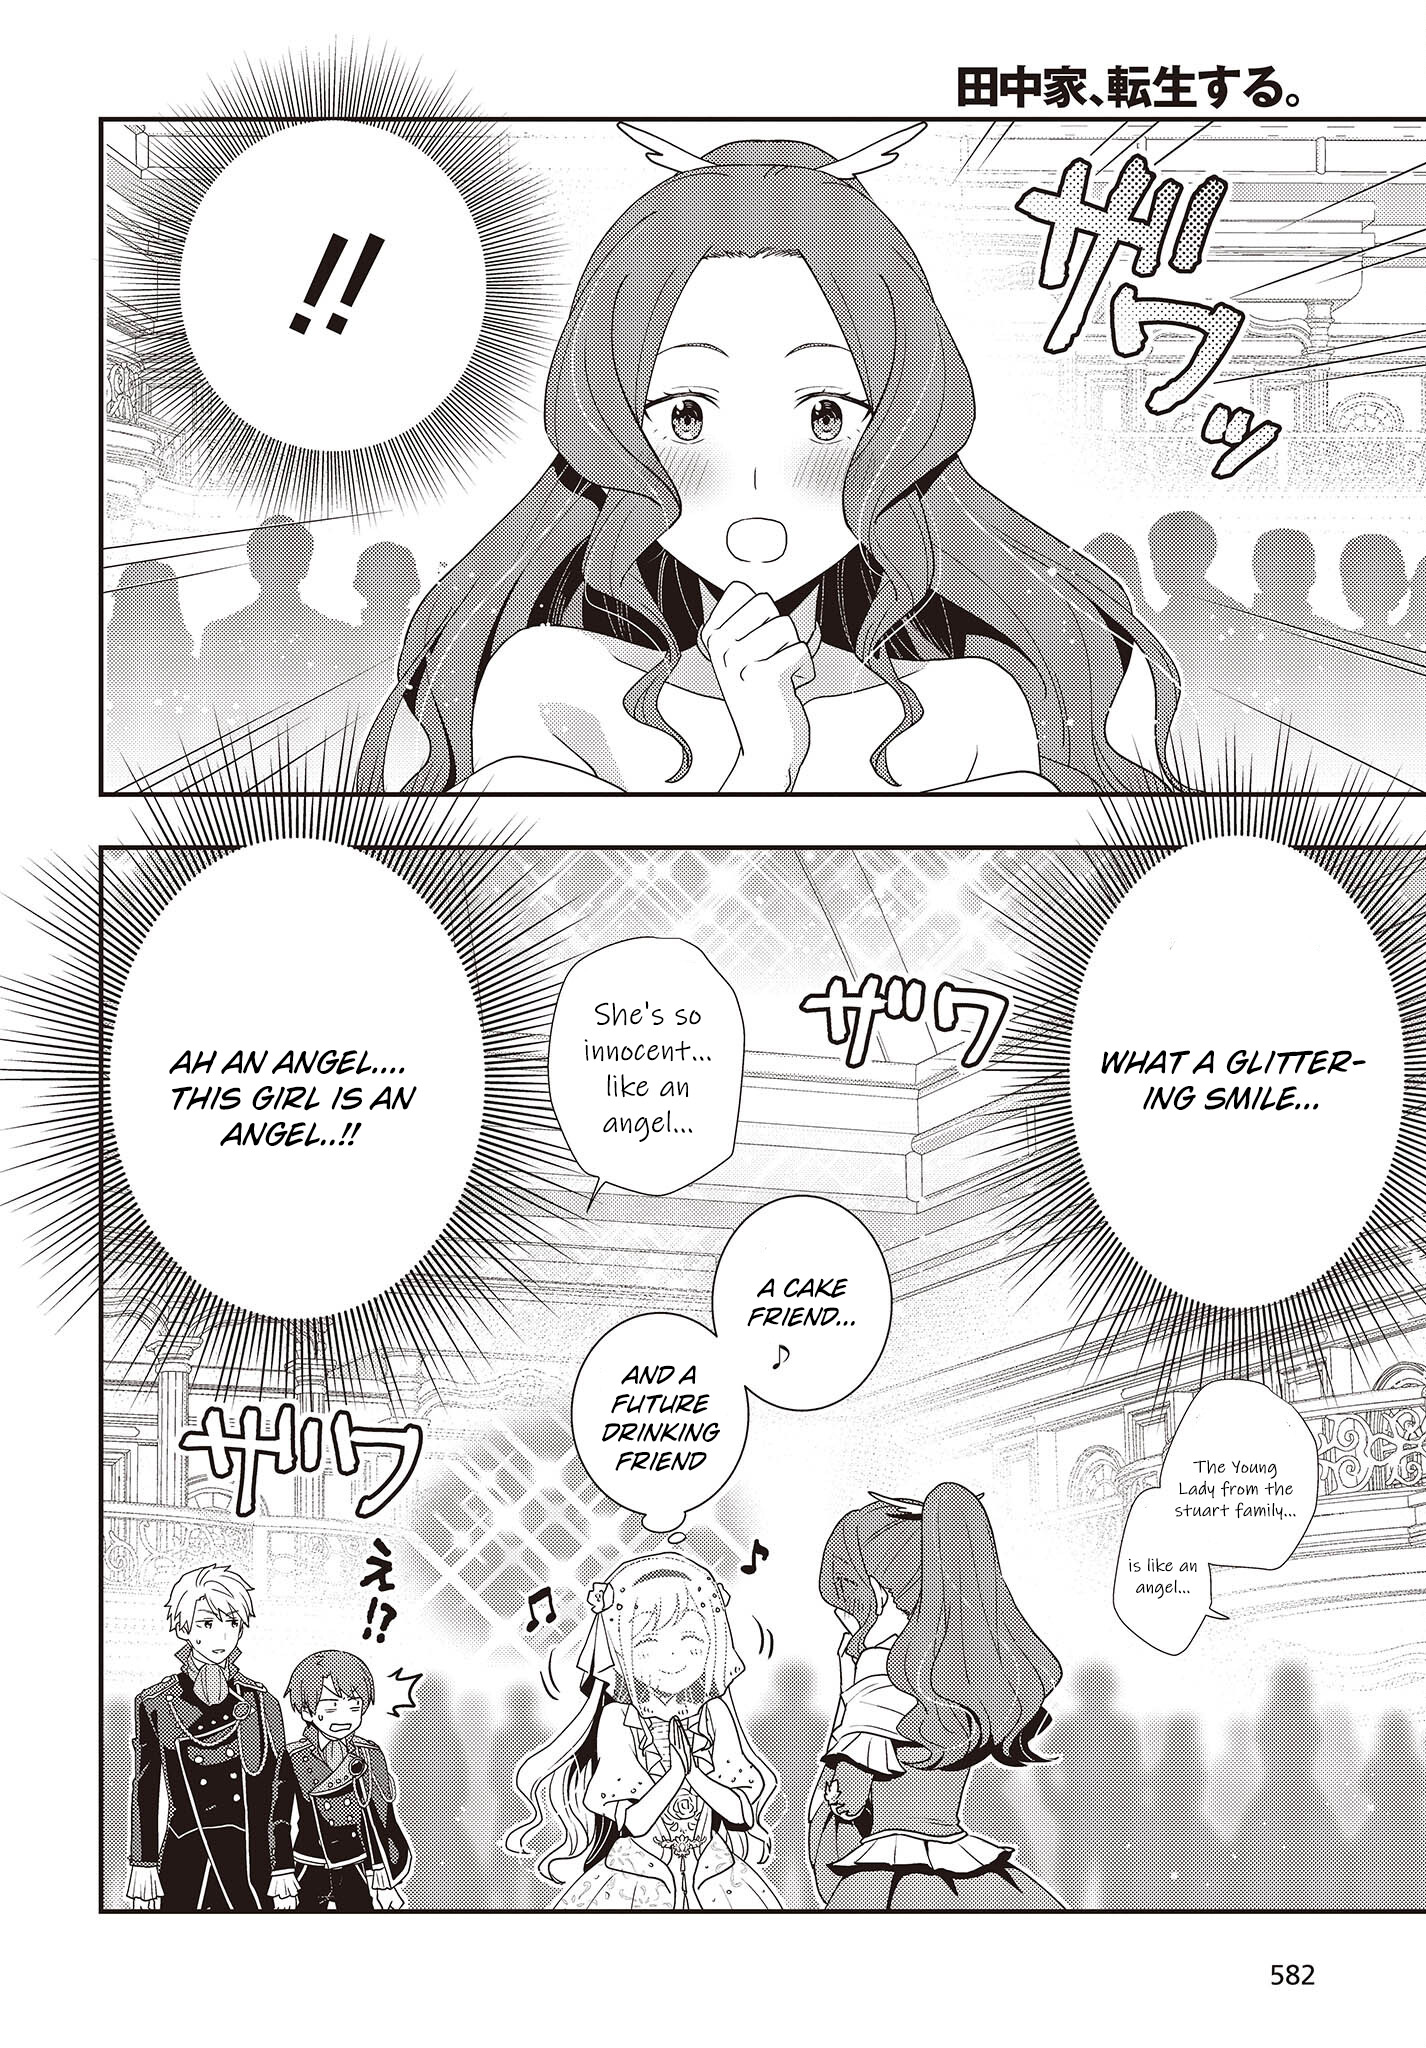 田中家、転生する。
ザワザワッ
!!
WHAT A GLITTER-
ING SMILE...
ザワ
She's so
innocent...
like an
angel...
AH AN ANGEL....
THIS GIRL IS AN
ANGEL..!!
A CAKE
FRIEND...
♪
AND A
FUTURE
DRINKING
FRIEND
The Young
Lady from the
stuart family...
is like an
angel...
ザワ
え!?
♫
♪
582